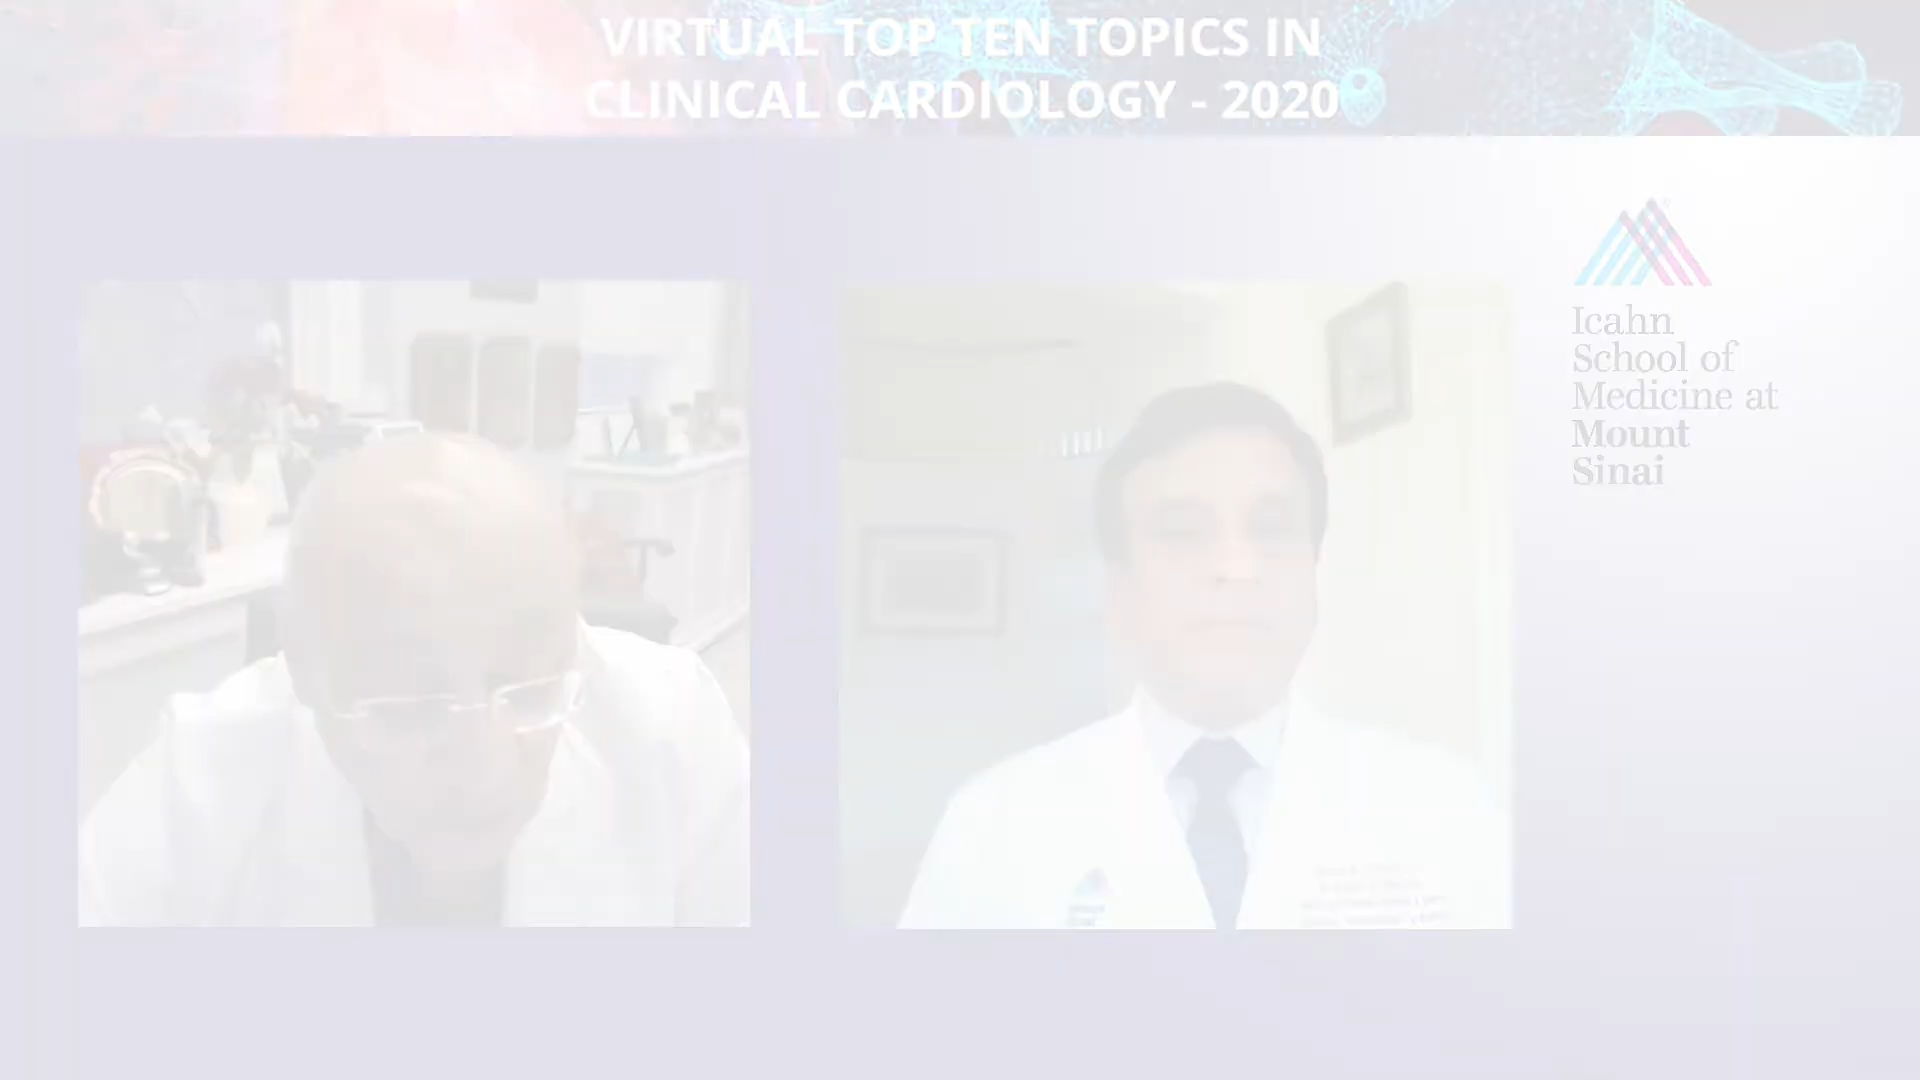 VIRTUAL TOP TEN TOPICS IN
CLINICAL CARDIOLOGY - 2020
Icahn
School of
Medicine at
Mount
Sinai